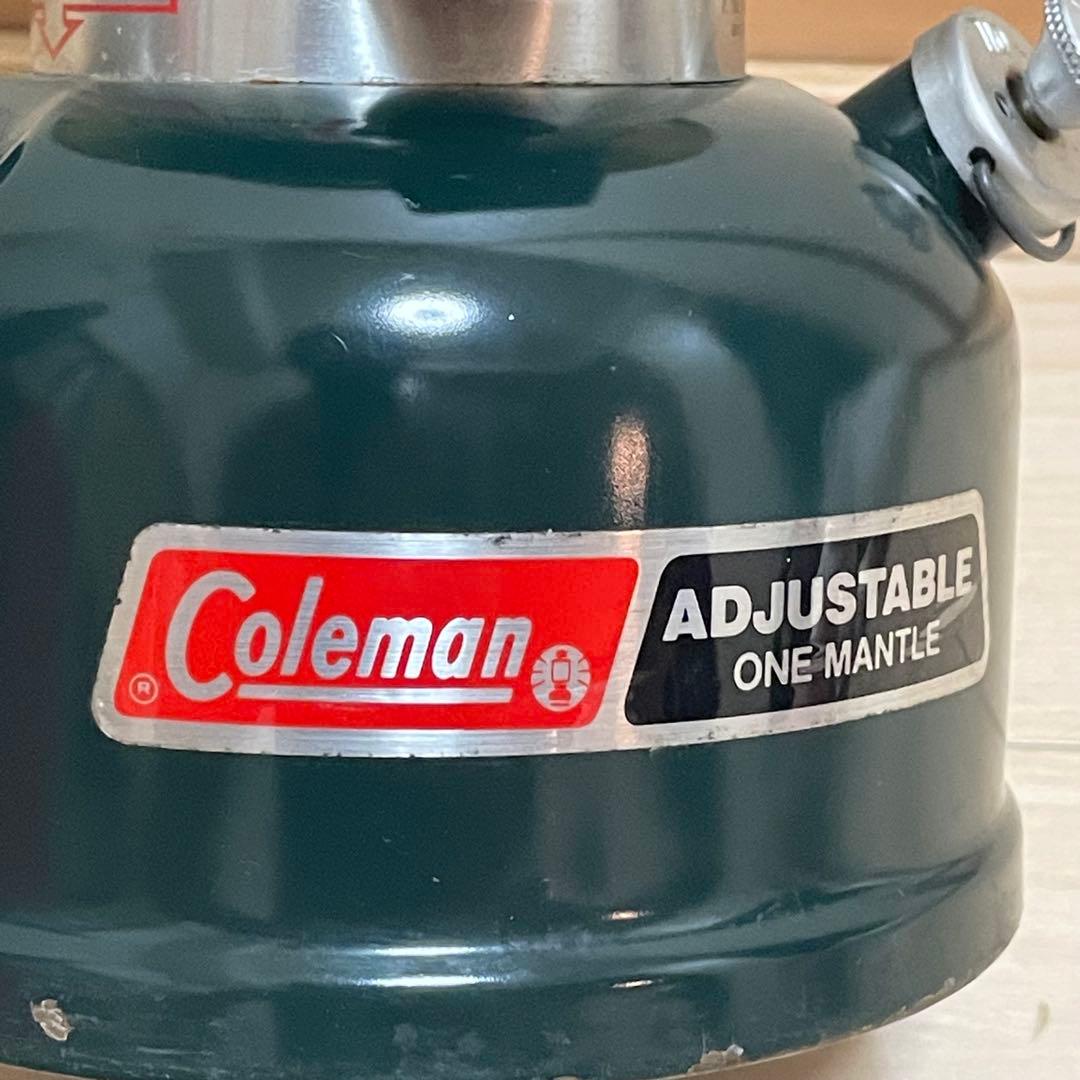 Coleman
®
ADJUSTABLE
ONE MANTLE